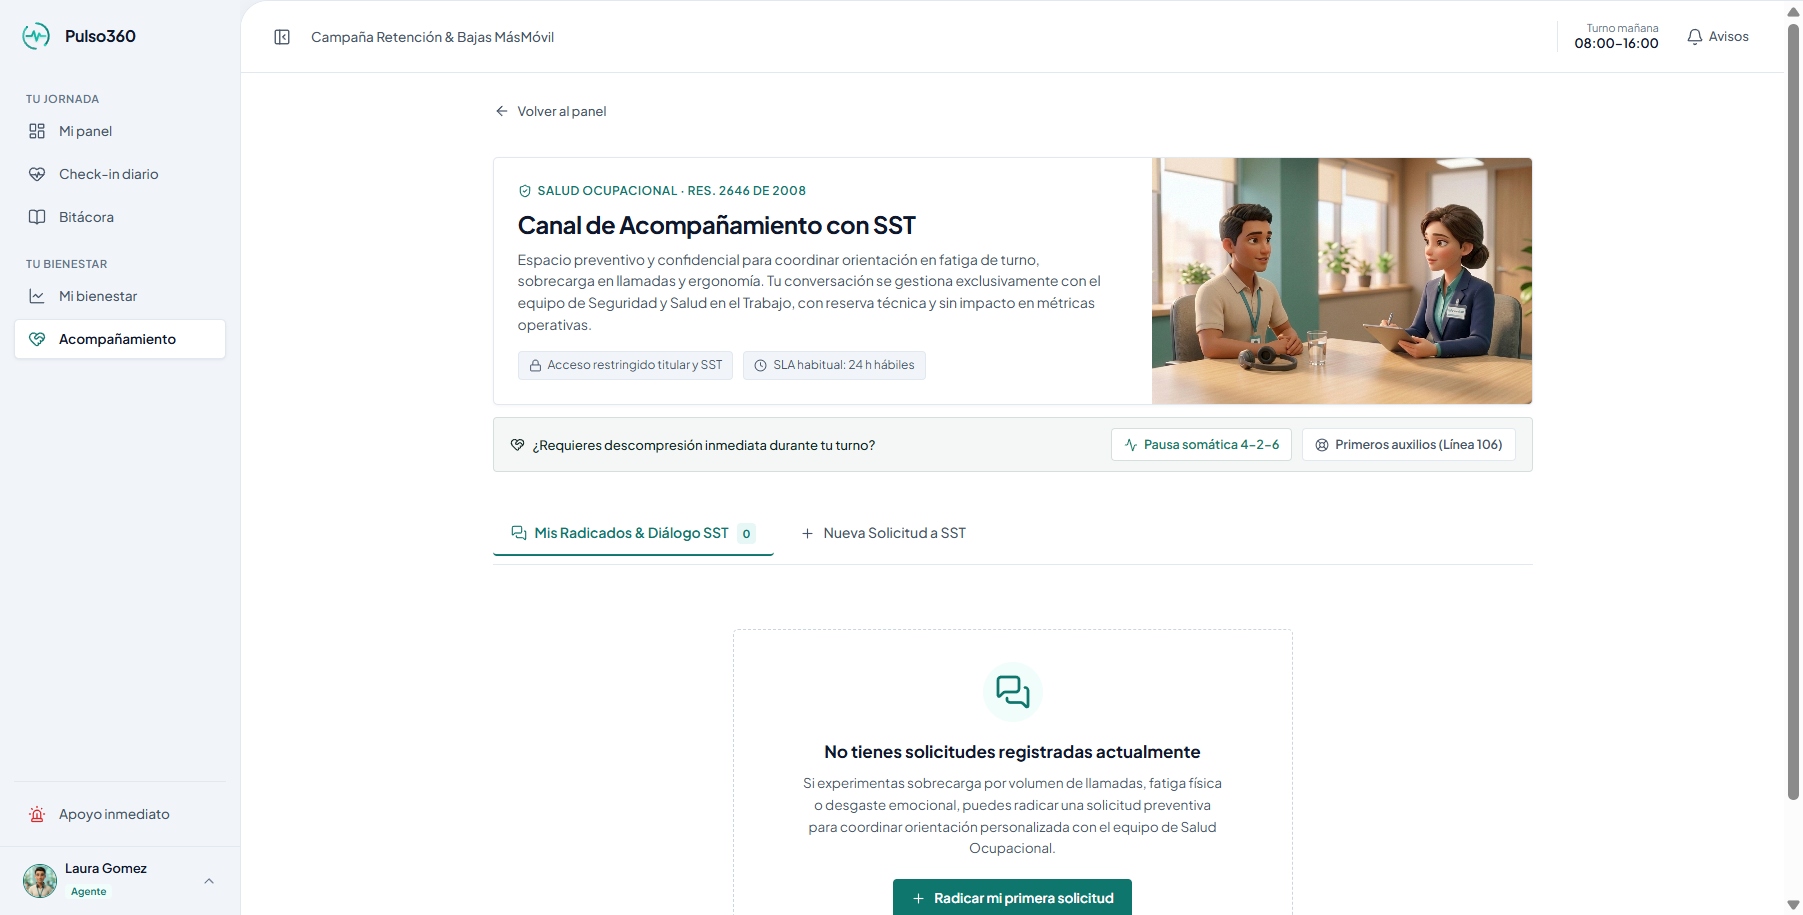 Pulso360
TU JORNADA
Mi panel
Check-in diario
Bitácora
TU BIENESTAR
Mi bienestar
Acompañamiento
Apoyo inmediato
Laura Gomez
Agente
Campaña Retención & Bajas MásMóvil
Turno mañana
08:00–16:00
Avisos
Volver al panel
SALUD OCUPACIONAL · RES. 2646 DE 2008
Canal de Acompañamiento con SST
Espacio preventivo y confidencial para coordinar orientación en fatiga de turno,
sobrecarga en llamadas y ergonomía. Tu conversación se gestiona exclusivamente con el
equipo de Seguridad y Salud en el Trabajo, con reserva técnica y sin impacto en métricas
operativas.
Acceso restringido titular y SST
SLA habitual: 24 h hábiles
¿Requieres descompresión inmediata durante tu turno?
Pausa somática 4-2-6
Primeros auxilios (Línea 106)
Mis Radicados & Diálogo SST 0
Nueva Solicitud a SST
No tienes solicitudes registradas actualmente
Si experimentas sobrecarga por volumen de llamadas, fatiga física
o desgaste emocional, puedes radicar una solicitud preventiva
para coordinar orientación personalizada con el equipo de Salud
Ocupacional.
Radicar mi primera solicitud